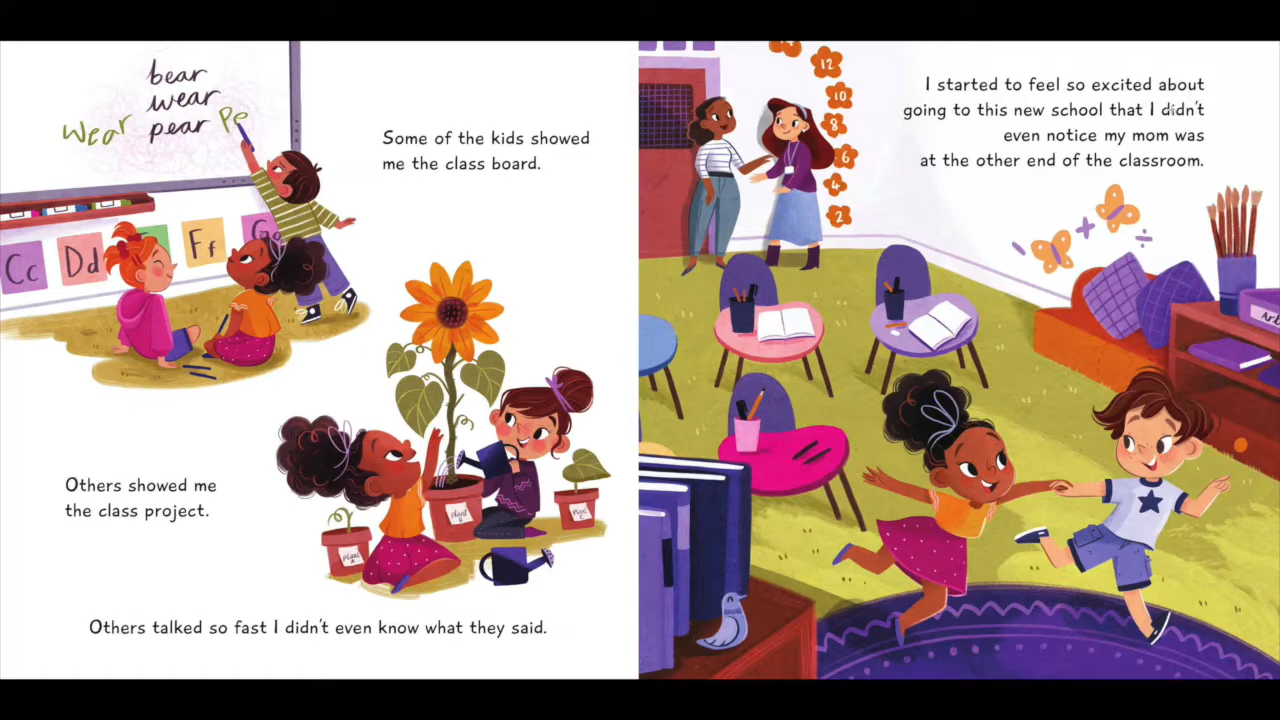 bear
wear
Wear pear Pe
Cc Dd Ff
Some of the kids showed
me the class board.
Others showed me
the class project.
Plant
A
Plant
B
Plant
Others talked so fast I didn't even know what they said.
12
10
8
6
4
2
I started to feel so excited about
going to this new school that I didn't
even notice my mom was
at the other end of the classroom.
+ -